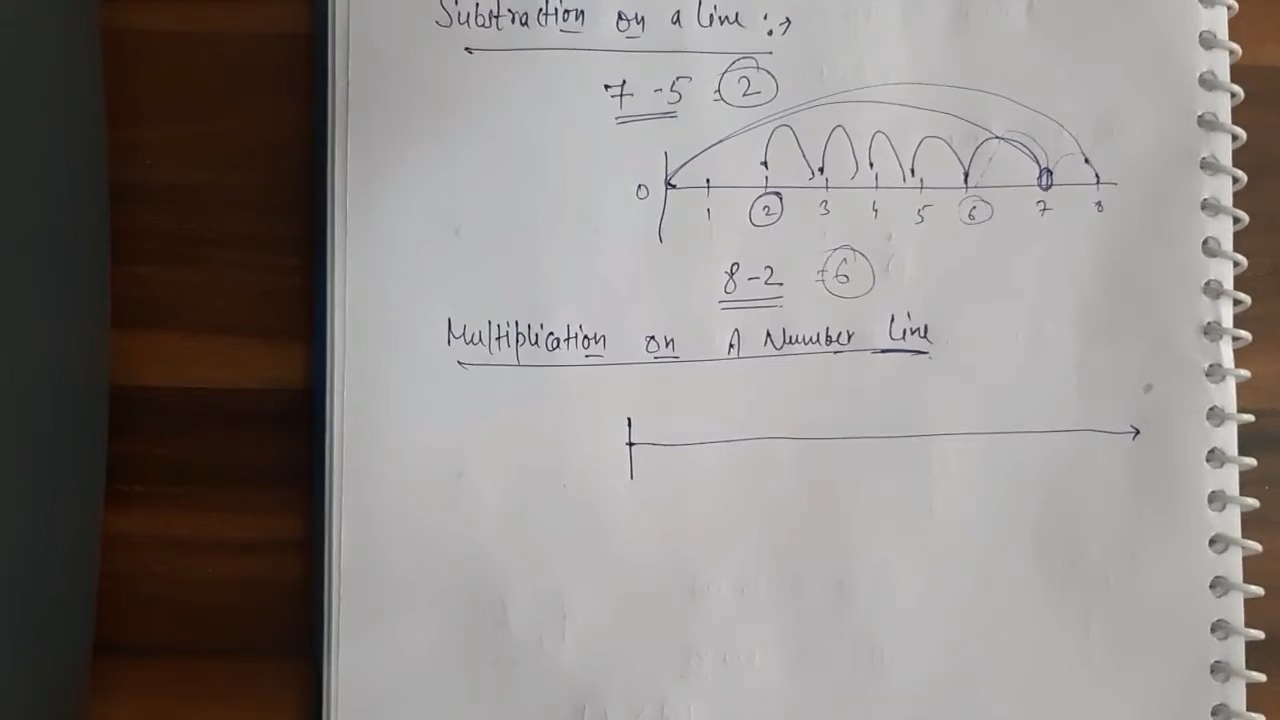 Substraction on a line :→
7 - 5 = 2
0 1 2 3 4 5 6 7 8
8 - 2 = 6
Multiplication on A Number Line